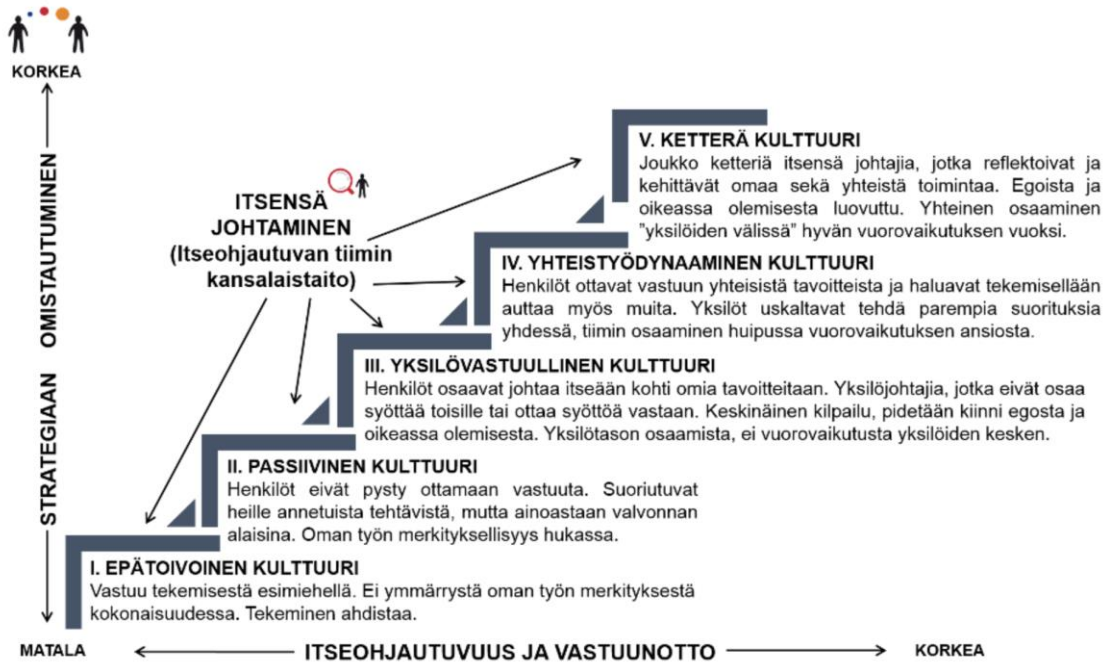 KORKEA
STRATEGIAAN OMISTAUTUMINEN
ITSENSÄ
JOHTAMINEN
(Itseohjautuvan tiimin
kansalaistaito)
V. KETTERÄ KULTTUURI
Joukko ketteriä itsensä johtajia, jotka reflektoivat ja
kehittävät omaa sekä yhteistä toimintaa. Egoista ja
oikeassa olemisesta luovuttu. Yhteinen osaaminen
"yksilöiden välissä" hyvän vuorovaikutuksen vuoksi.
IV. YHTEISTYÖDYNAAMINEN KULTTUURI
Henkilöt ottavat vastuun yhteisistä tavoitteista ja haluavat tekemisellään
auttaa myös muita. Yksilöt uskaltavat tehdä parempia suorituksia
yhdessä, tiimin osaaminen huipussa vuorovaikutuksen ansiosta.
III. YKSILÖVASTUULLINEN KULTTUURI
Henkilöt osaavat johtaa itseään kohti omia tavoitteitaan. Yksilöjohtajia, jotka eivät osaa
syöttää toisille tai ottaa syöttöä vastaan. Keskinäinen kilpailu, pidetään kiinni egosta ja
oikeassa olemisesta. Yksilötason osaamista, ei vuorovaikutusta yksilöiden kesken.
II. PASSIIVINEN KULTTUURI
Henkilöt eivät pysty ottamaan vastuuta. Suoriutuvat
heille annetuista tehtävistä, mutta ainoastaan valvonnan
alaisina. Oman työn merkityksellisyys hukassa.
I. EPÄTOIVOINEN KULTTUURI
Vastuu tekemisestä esimiehellä. Ei ymmärrystä oman työn merkityksestä
kokonaisuudessa. Tekeminen ahdistaa.
MATALA
ITSEOHJAUTUVUUS JA VASTUUNOTTO
KORKEA